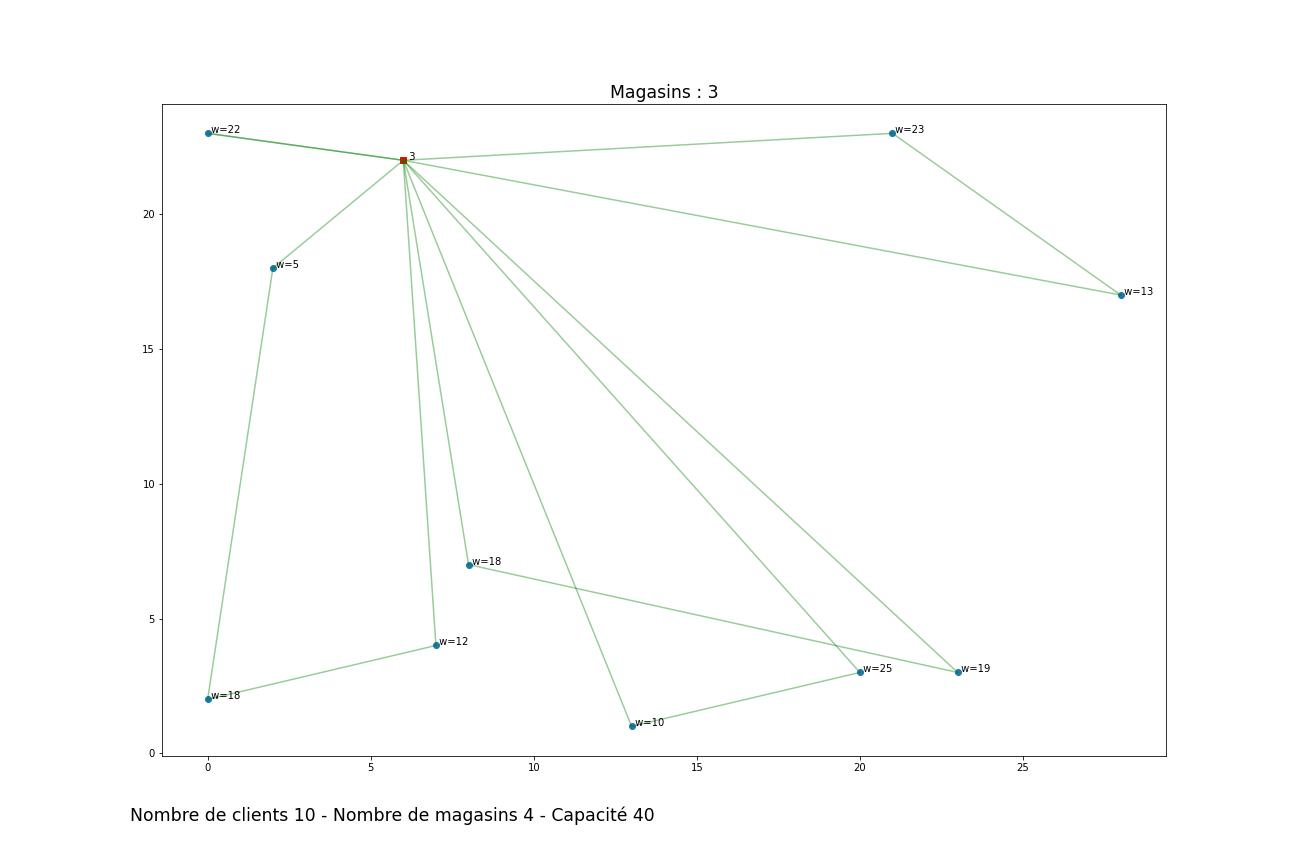 Magasins : 3
w=22
w=23
3
w=5
w=13
w=18
w=12
w=25
w=19
w=18
w=10
20
15
10
5
0
0
5
10
15
20
25
Nombre de clients 10 - Nombre de magasins 4 - Capacité 40